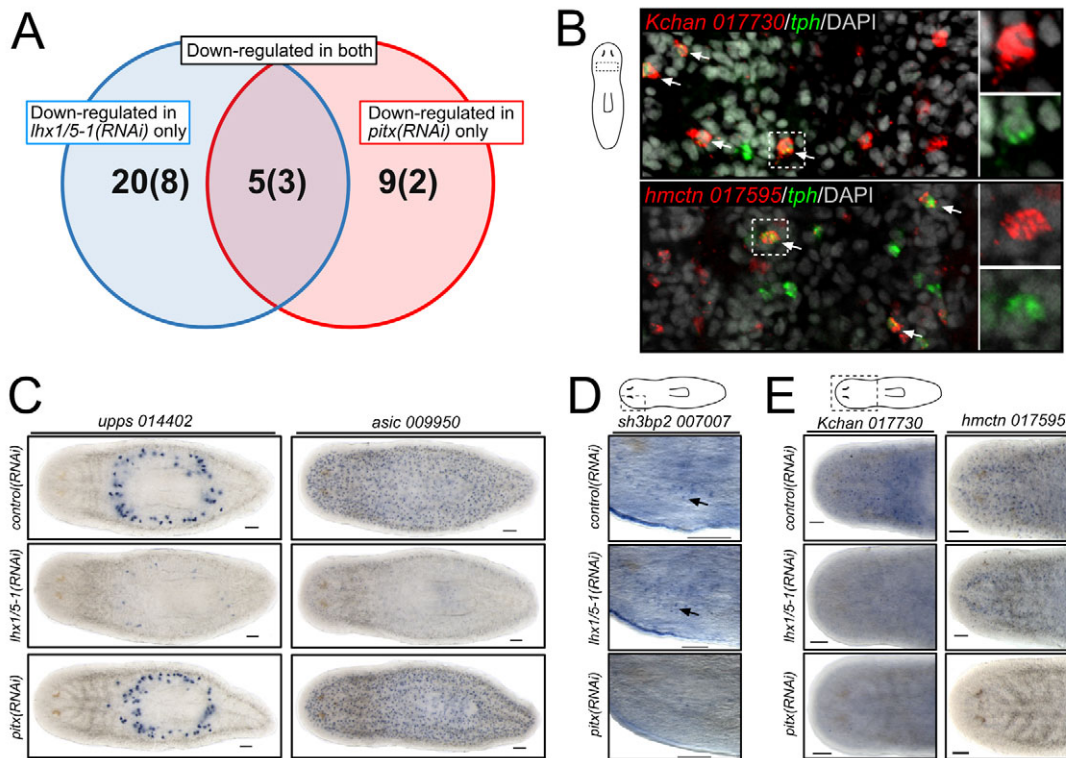 A
Down-regulated in both
Down-regulated in
lhx1/5-1(RNAi) only
Down-regulated in
pitx(RNAi) only
20(8)
5(3)
9(2)
B
Kchan 017730/tph/DAPI
hmctn 017595/tph/DAPI
C
upps 014402
asic 009950
control(RNAi)
lhx1/5-1(RNAi)
pitx(RNAi)
D
sh3bp2 007007
control(RNAi)
lhx1/5-1(RNAi)
pitx(RNAi)
E
Kchan 017730
hmctn 017595
control(RNAi)
lhx1/5-1(RNAi)
pitx(RNAi)